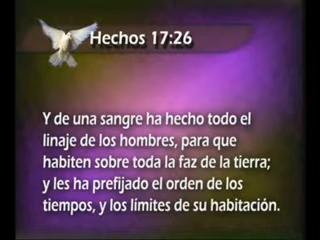 Hechos 17:26
Y de una sangre ha hecho todo el
linaje de los hombres, para que
habiten sobre toda la faz de la tierra;
y les ha prefijado el orden de los
tiempos, y los límites de su habitación.